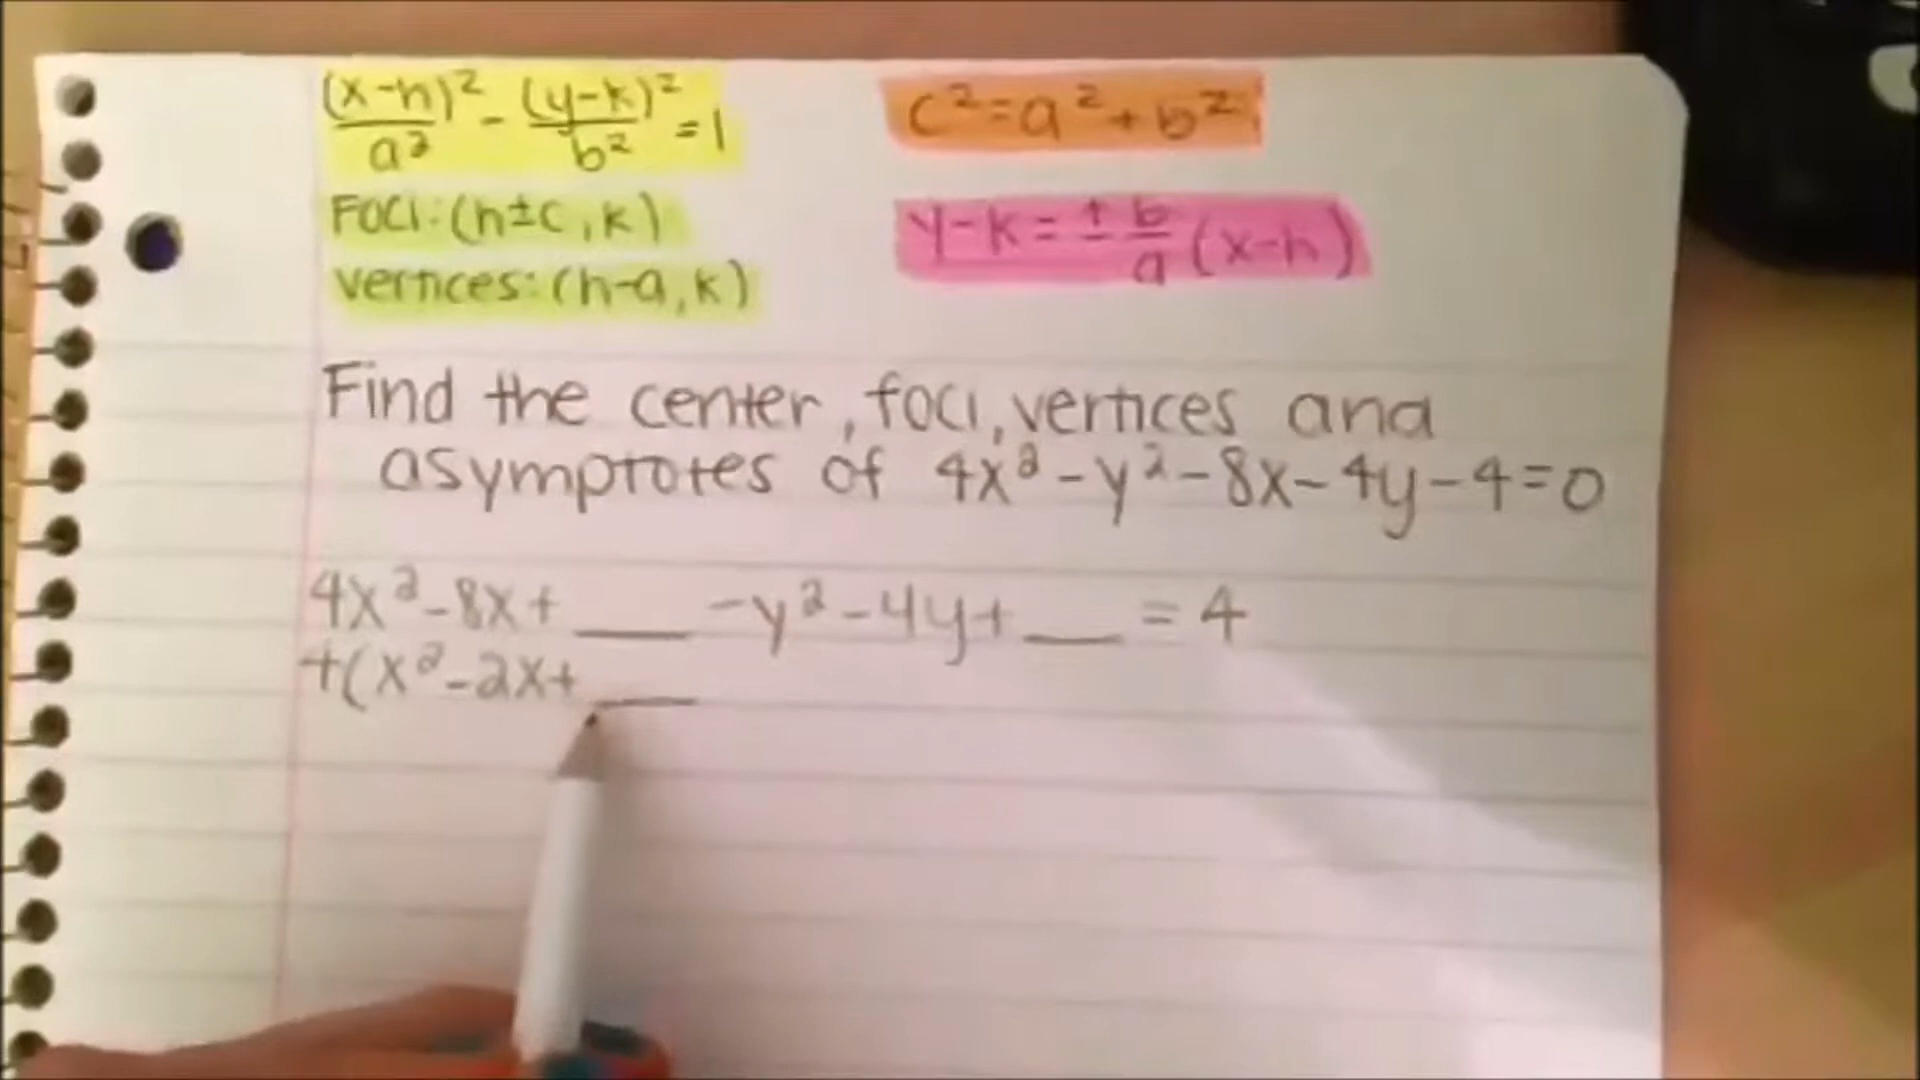 (x-h)²/a² - (y-k)²/b² = 1
c²=a²+b²
Foci: (h±c, k)
y-k = ± b/a (x-h)
vertices: (h-a, k)
Find the center, foci, vertices and
asymptotes of 4x²-y²-8x-4y-4=0
4x²-8x+ ___ -y²-4y+ ___ = 4
4(x²-2x+ ___